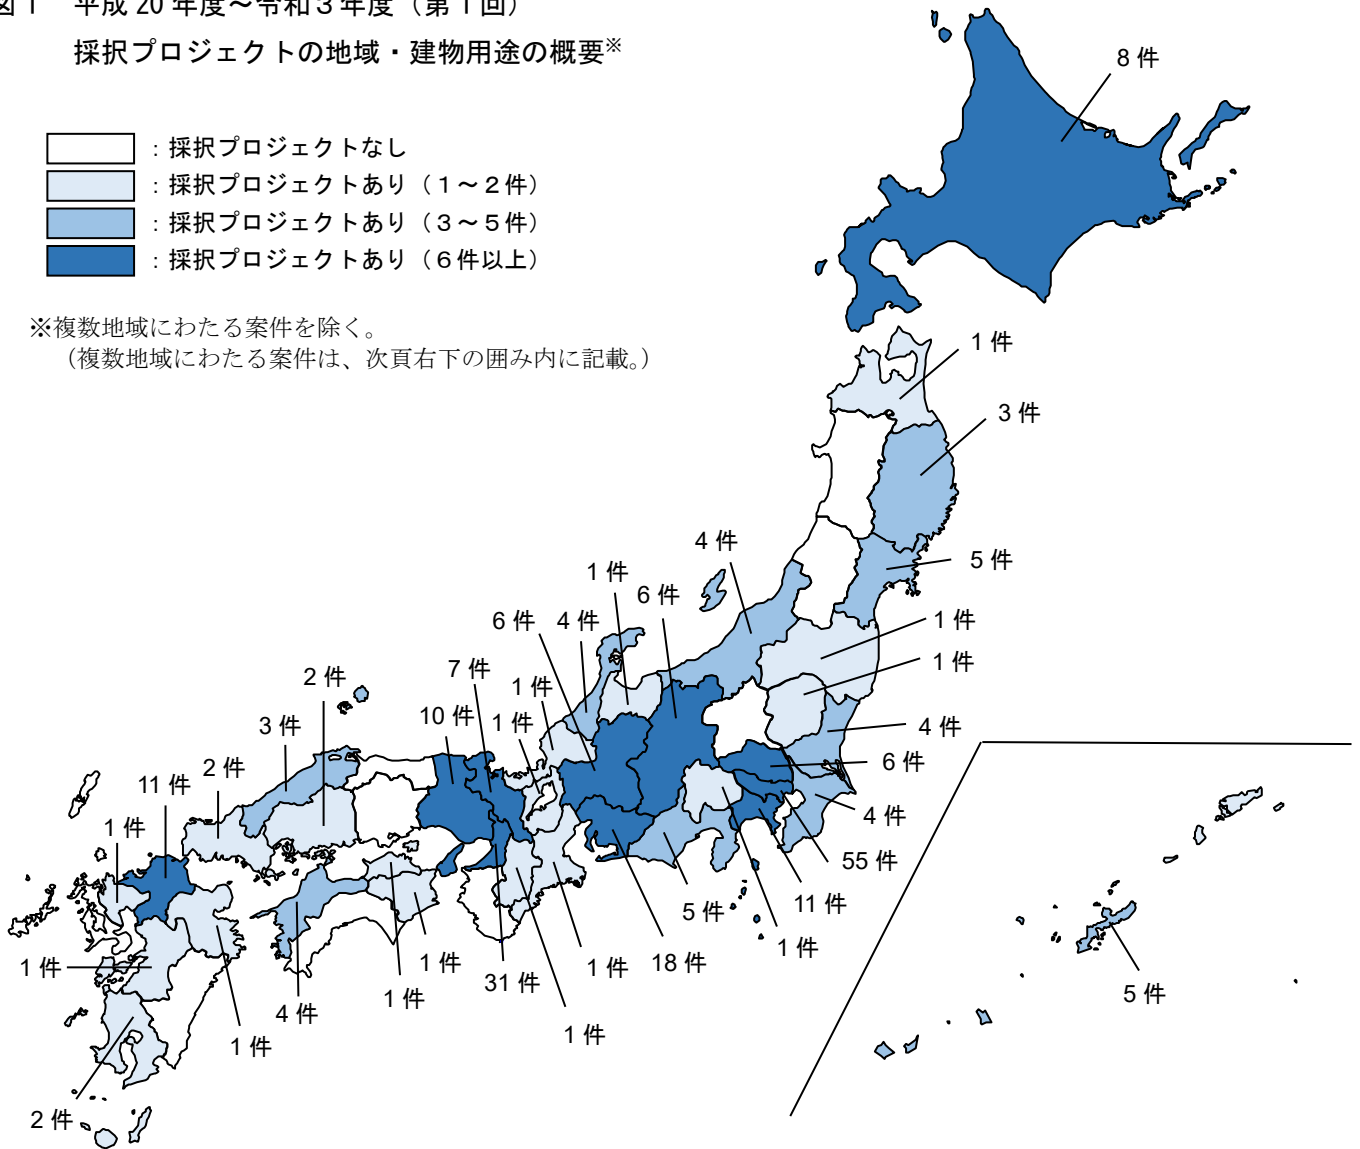 図1 平成 20 年度～令和３年度（第１回）
採択プロジェクトの地域・建物用途の概要※
：採択プロジェクトなし
：採択プロジェクトあり（１～２件）
：採択プロジェクトあり（３～５件）
：採択プロジェクトあり（６件以上）
※複数地域にわたる案件を除く。
（複数地域にわたる案件は、次頁右下の囲み内に記載。）
8 件
1 件
3 件
4 件
5 件
1 件
6 件
6 件
4 件
1 件
7 件
1 件
2 件
1 件
10 件
1 件
3 件
4 件
2 件
6 件
11 件
4 件
1 件
55 件
5 件
11 件
1 件
1 件
1 件
1 件
18 件
31 件
1 件
4 件
5 件
1 件
1 件
2 件